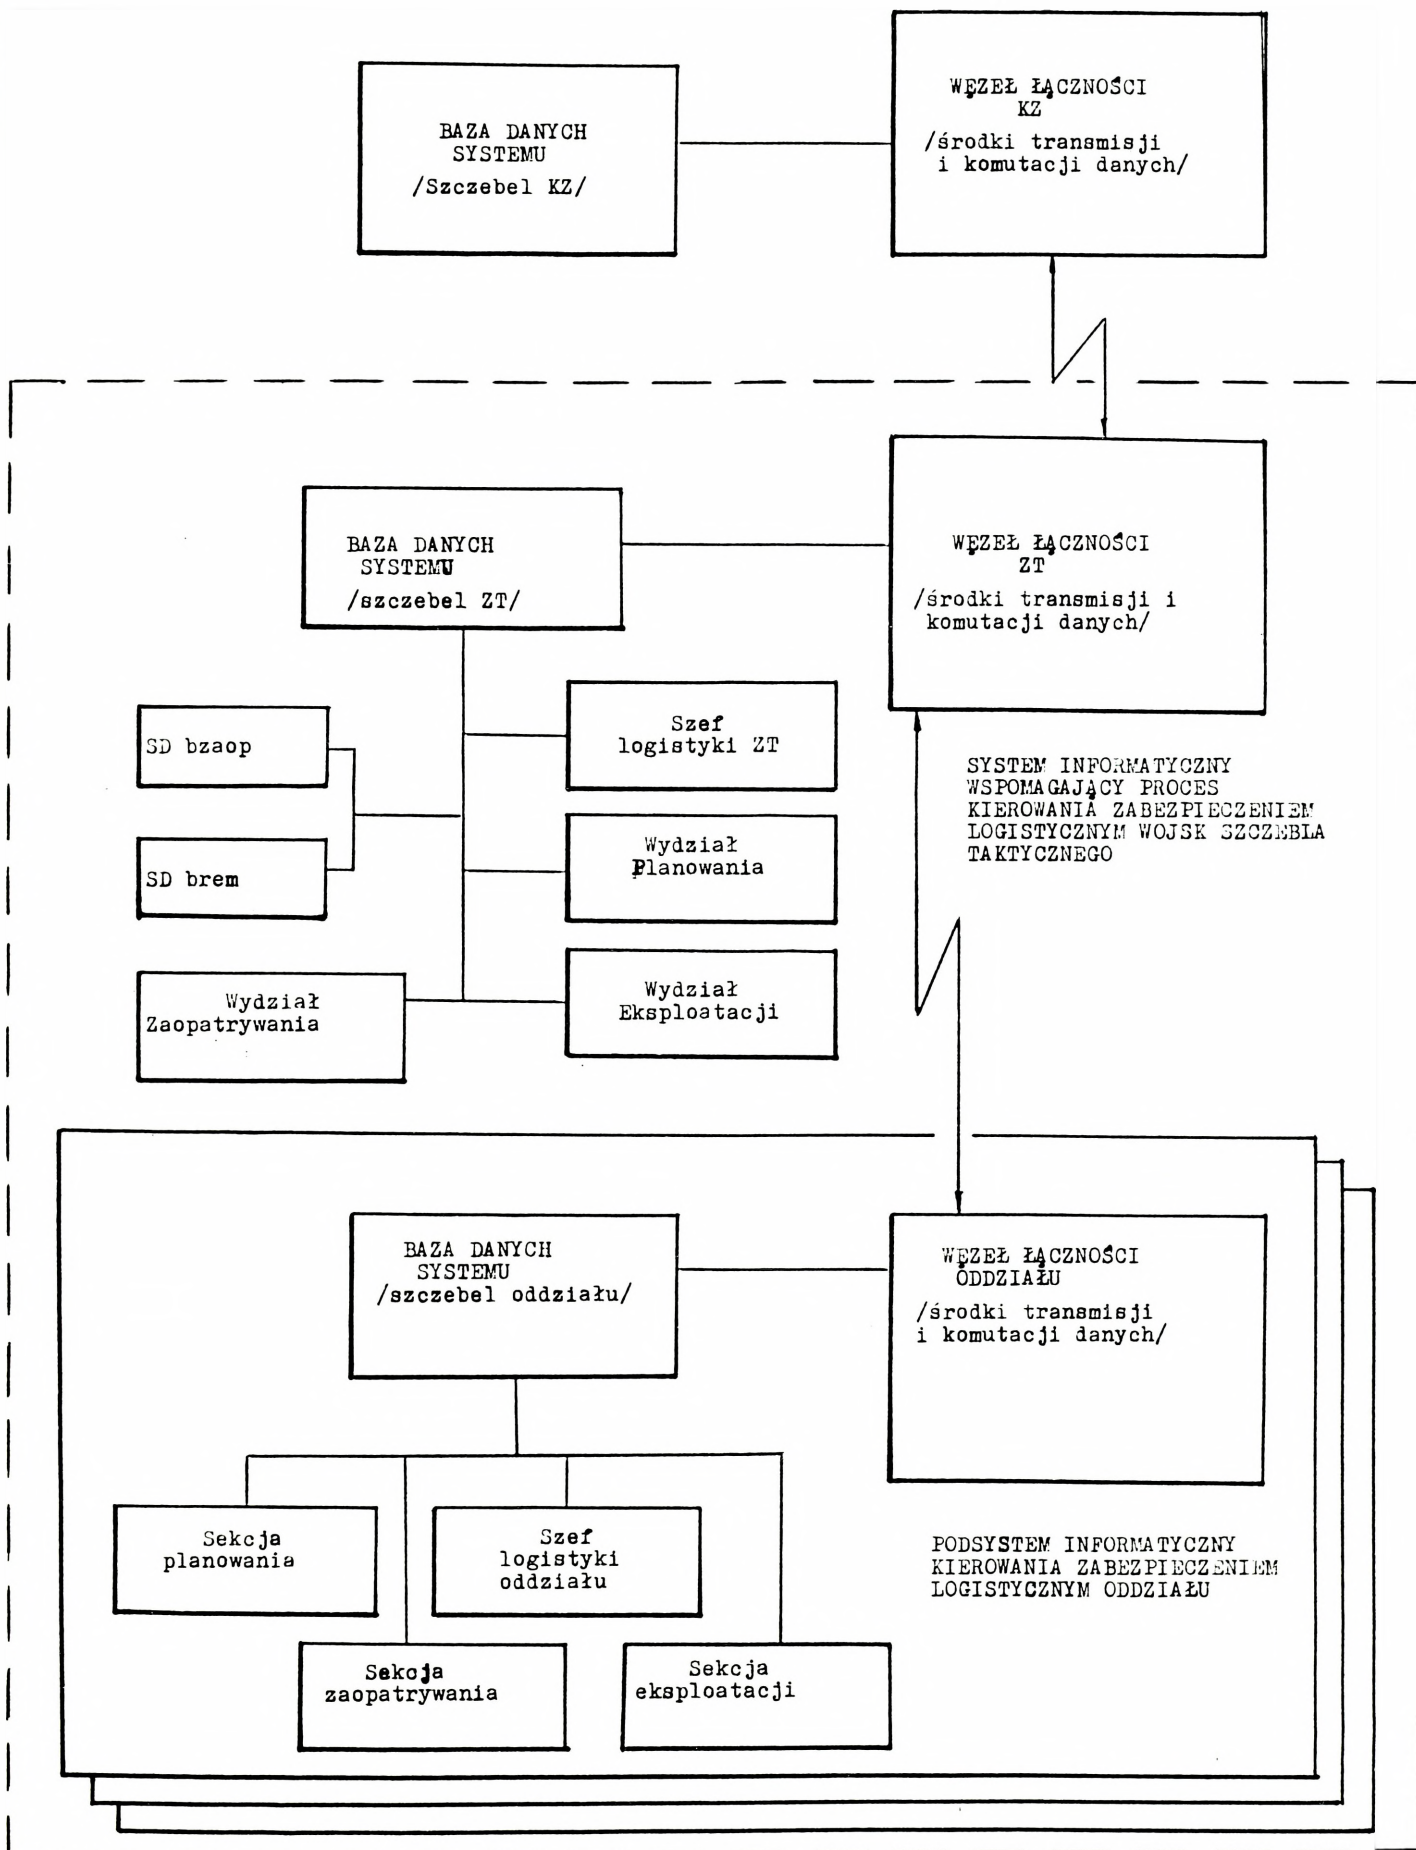 BAZA DANYCH
SYSTEMU
/Szczebel KZ/
WĘZEŁ ŁĄCZNOŚCI
KZ
/środki transmisji
i komutacji danych/
BAZA DANYCH
SYSTEMU
/szczebel ZT/
WĘZEŁ ŁĄCZNOŚCI
ZT
/środki transmisji i
komutacji danych/
SD bzaop
SD brem
Wydział
Zaopatrywania
Szef
logistyki ZT
Wydział
Planowania
Wydział
Eksploatacji
SYSTEM INFORMATYCZNY
WSPOMAGAJĄCY PROCES
KIEROWANIA ZABEZPIECZENIEM
LOGISTYCZNYM WOJSK SZCZEBLA
TAKTYCZNEGO
BAZA DANYCH
SYSTEMU
/szczebel oddziału/
WĘZEŁ ŁĄCZNOŚCI
ODDZIAŁU
/środki transmisji
i komutacji danych/
Sekcja
planowania
Szef
logistyki
oddziału
Sekcja
zaopatrywania
Sekcja
eksploatacji
PODSYSTEM INFORMATYCZNY
KIEROWANIA ZABEZPIECZENIEM
LOGISTYCZNYM ODDZIAŁU